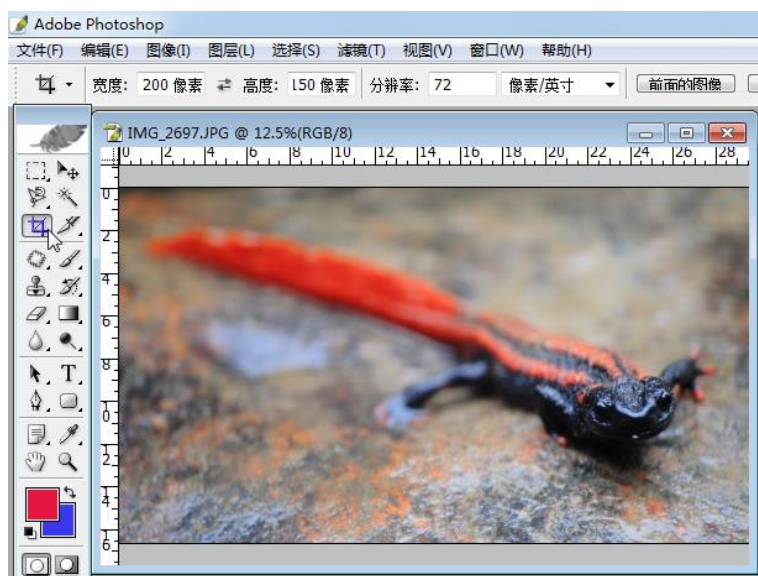 Adobe Photoshop
文件(F) 编辑(E) 图像(I) 图层(L) 选择(S) 滤镜(T) 视图(V) 窗口(W) 帮助(H)
宽度: 200 像素 高度: 150 像素 分辨率: 72 像素/英寸 前面的图像
IMG_2697.JPG @ 12.5%(RGB/8)
0 2 4 6 8 10 12 14 16 18 20 22 24 26 28
0
2
4
6
8
0
2
4
6
T